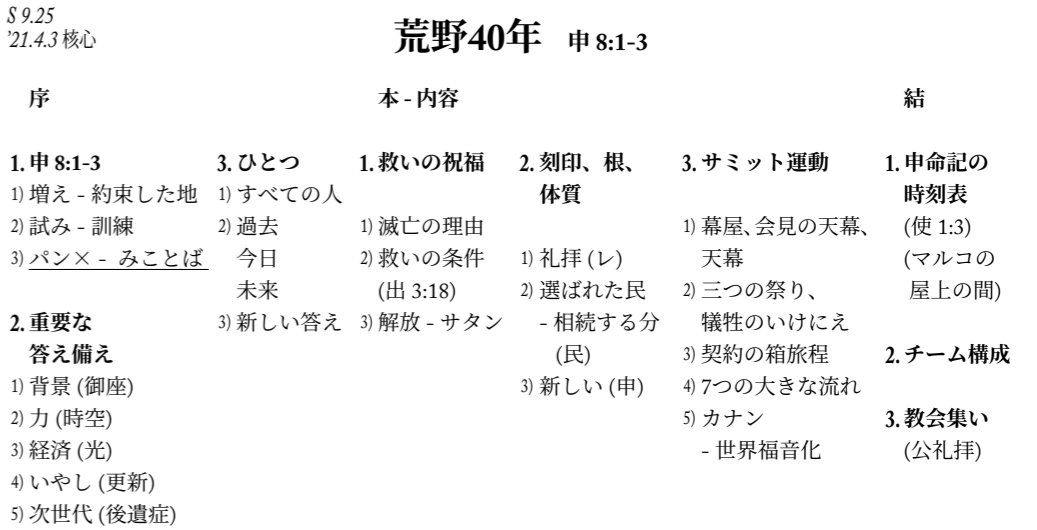 S 9.25
'21.4.3 核心
荒野40年 申 8:1-3
序
1. 申 8:1-3
1) 増え - 約束した地
2) 試み - 訓練
3) パン× - みことば
2. 重要な
答え備え
1) 背景 (御座)
2) 力 (時空)
3) 経済 (光)
4) いやし (更新)
5) 次世代 (後遺症)
3. ひとつ
1) すべての人
2) 過去
今日
未来
3) 新しい答え
本 - 内容
1. 救いの祝福
1) 滅亡の理由
2) 救いの条件
(出 3:18)
3) 解放 - サタン
2. 刻印、根、
体質
1) 礼拝 (レ)
2) 選ばれた民
- 相続する分
(民)
3) 新しい (申)
3. サミット運動
1) 幕屋、会見の天幕、
天幕
2) 三つの祭り、
犠牲のいけにえ
3) 契約の箱旅程
4) 7つの大きな流れ
5) カナン
- 世界福音化
結
1. 申命記の
時刻表
(使 1:3)
(マルコの
屋上の間)
2. チーム構成
3. 教会集い
(公礼拝)